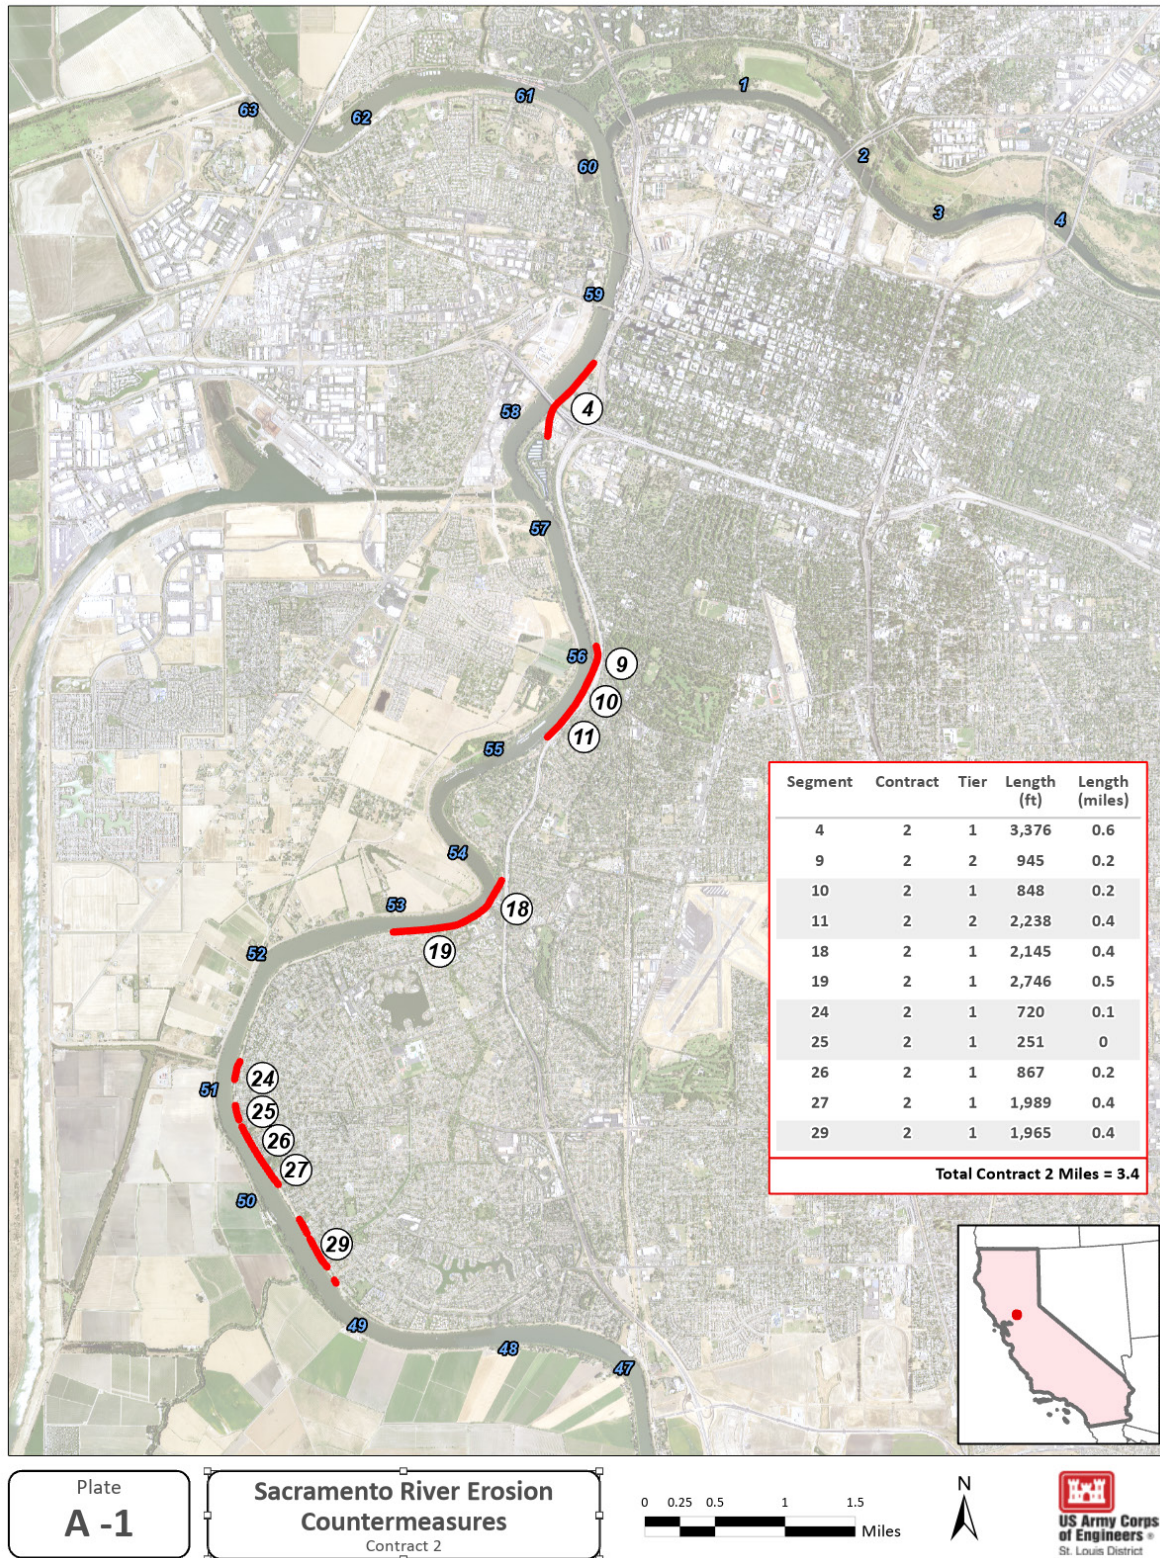 1
61
63
62
2
60
3
4
59
58
4
57
56
9
10
11
55
54
53
18
19
52
51
24
25
26
27
50
29
49
48
47
Segment Contract Tier Length (ft) Length (miles)
4 2 1 3,376 0.6
9 2 2 945 0.2
10 2 1 848 0.2
11 2 2 2,238 0.4
18 2 1 2,145 0.4
19 2 1 2,746 0.5
24 2 1 720 0.1
25 2 1 251 0
26 2 1 867 0.2
27 2 1 1,989 0.4
29 2 1 1,965 0.4
Total Contract 2 Miles = 3.4
Plate
A -1
Sacramento River Erosion
Countermeasures
Contract 2
0 0.25 0.5 1 1.5
Miles
N
US Army Corps
of Engineers ®
St. Louis District